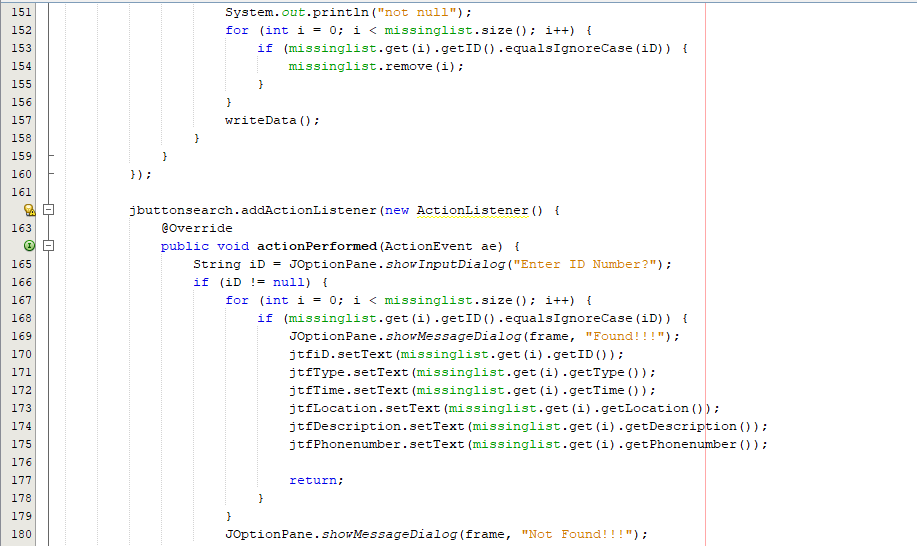 151                    System.out.println("not null");
152                    for (int i = 0; i < missinglist.size(); i++) {
153                        if (missinglist.get(i).getID().equalsIgnoreCase(iD)) {
154                            missinglist.remove(i);
155                        }
156                    }
157                    writeData();
158                }
159            }
160        });
161
        jbuttonsearch.addActionListener(new ActionListener() {
163            @Override
            public void actionPerformed(ActionEvent ae) {
165                String iD = JOptionPane.showInputDialog("Enter ID Number?");
166                if (iD != null) {
167                    for (int i = 0; i < missinglist.size(); i++) {
168                        if (missinglist.get(i).getID().equalsIgnoreCase(iD)) {
169                            JOptionPane.showMessageDialog(frame, "Found!!!");
170                            jtfiD.setText(missinglist.get(i).getID());
171                            jtfType.setText(missinglist.get(i).getType());
172                            jtfTime.setText(missinglist.get(i).getTime());
173                            jtfLocation.setText(missinglist.get(i).getLocation());
174                            jtfDescription.setText(missinglist.get(i).getDescription());
175                            jtfPhonenumber.setText(missinglist.get(i).getPhonenumber());
176
177                            return;
178                        }
179                    }
180                    JOptionPane.showMessageDialog(frame, "Not Found!!!");